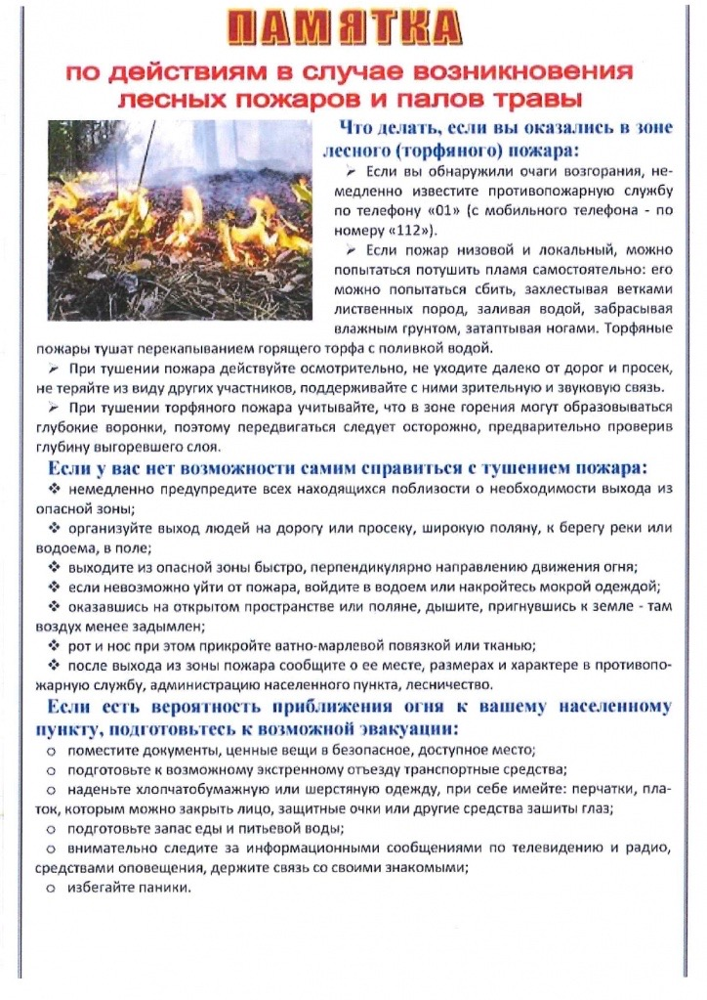 ПАМЯТКА
по действиям в случае возникновения
лесных пожаров и палов травы
Что делать, если вы оказались в зоне
лесного (торфяного) пожара:
➢ Если вы обнаружили очаги возгорания, не-
медленно известите противопожарную службу
по телефону «01» (с мобильного телефона - по
номеру «112»).
➢ Если пожар низовой и локальный, можно
попытаться потушить пламя самостоятельно: его
можно попытаться сбить, захлестывая ветками
лиственных пород, заливая водой, забрасывая
влажным грунтом, затаптывая ногами. Торфяные
пожары тушат перекапыванием горящего торфа с поливкой водой.
➢ При тушении пожара действуйте осмотрительно, не уходите далеко от дорог и просек,
не теряйте из виду других участников, поддерживайте с ними зрительную и звуковую связь.
➢ При тушении торфяного пожара учитывайте, что в зоне горения могут образовываться
глубокие воронки, поэтому передвигаться следует осторожно, предварительно проверив
глубину выгоревшего слоя.
Если у вас нет возможности самим справиться с тушением пожара:
❖ немедленно предупредите всех находящихся поблизости о необходимости выхода из
опасной зоны;
❖ организуйте выход людей на дорогу или просеку, широкую поляну, к берегу реки или
водоема, в поле;
❖ выходите из опасной зоны быстро, перпендикулярно направлению движения огня;
❖ если невозможно уйти от пожара, войдите в водоем или накройтесь мокрой одеждой;
❖ оказавшись на открытом пространстве или поляне, дышите, пригнувшись к земле - там
воздух менее задымлен;
❖ рот и нос при этом прикройте ватно-марлевой повязкой или тканью;
❖ после выхода из зоны пожара сообщите о ее месте, размерах и характере в противопо-
жарную службу, администрацию населенного пункта, лесничество.
Если есть вероятность приближения огня к вашему населенному
пункту, подготовьтесь к возможной эвакуации:
o поместите документы, ценные вещи в безопасное, доступное место;
o подготовьте к возможному экстренному отъезду транспортные средства;
o наденьте хлопчатобумажную или шерстяную одежду, при себе имейте: перчатки, пла-
ток, которым можно закрыть лицо, защитные очки или другие средства зашиты глаз;
o подготовьте запас еды и питьевой воды;
o внимательно следите за информационными сообщениями по телевидению и радио,
средствами оповещения, держите связь со своими знакомыми;
o избегайте паники.